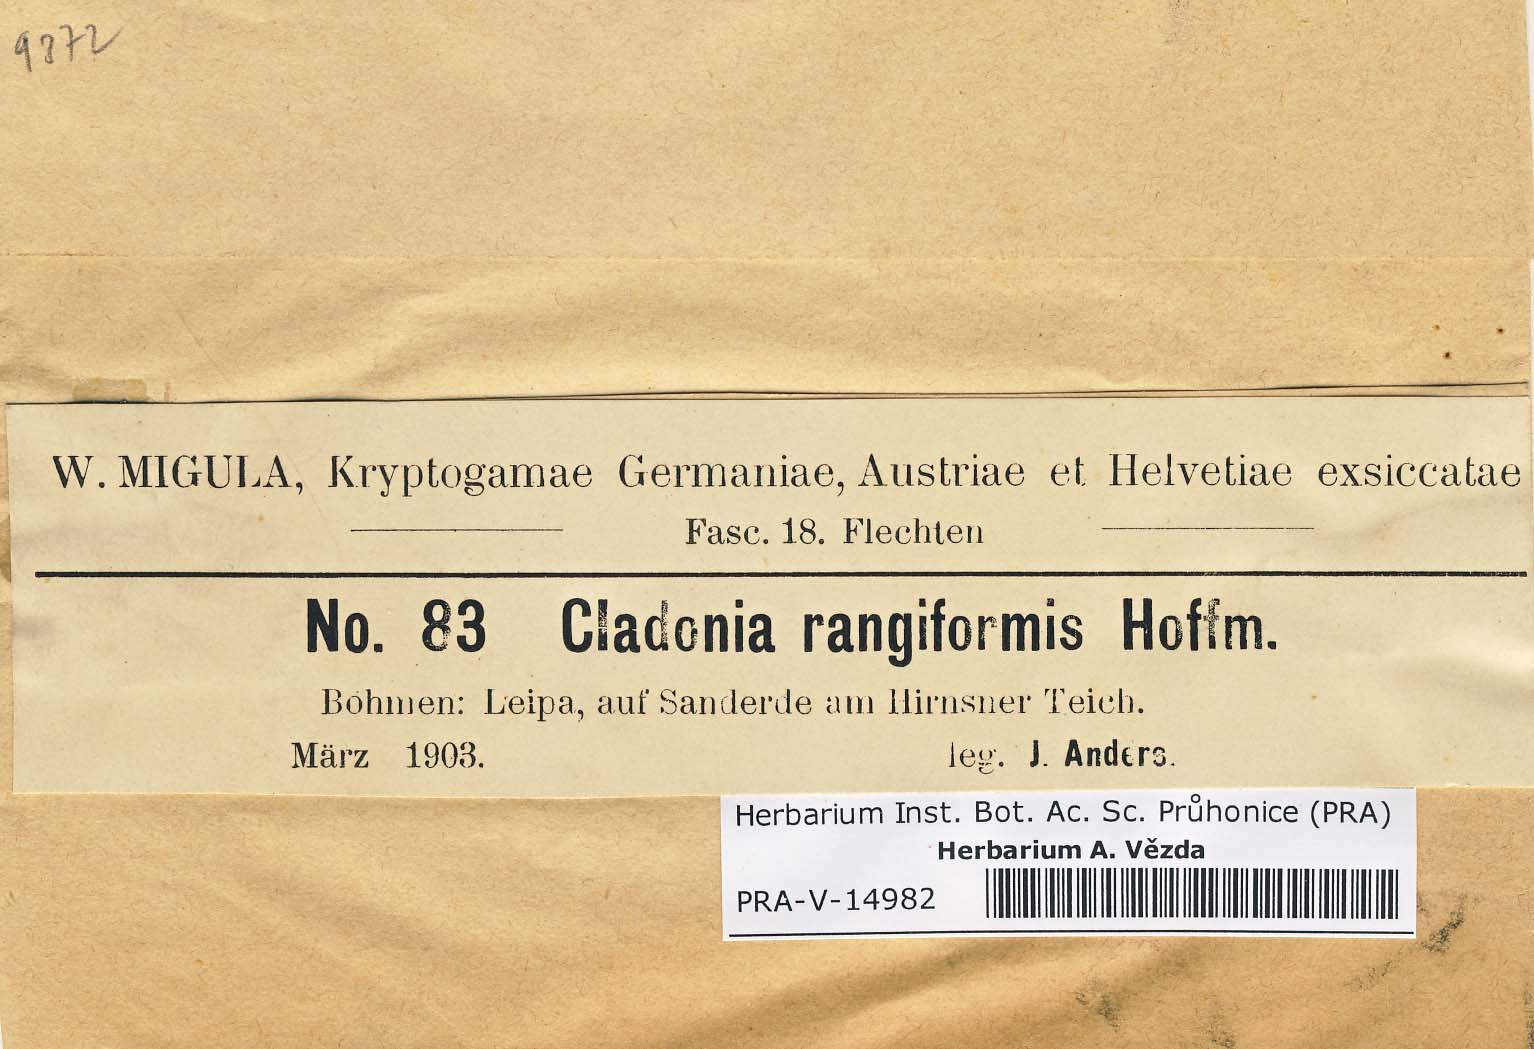 9372
W. MIGULA, Kryptogamae Germaniae, Austriae et Helvetiae exsiccatae
Fasc. 18. Flechten
No. 83 Cladonia rangiformis Hoffm.
Böhmen: Leipa, auf Sanderde am Hirnsner Teich.
März 1903. leg. J. Anders.
Herbarium Inst. Bot. Ac. Sc. Průhonice (PRA)
Herbarium A. Vězda
PRA-V-14982